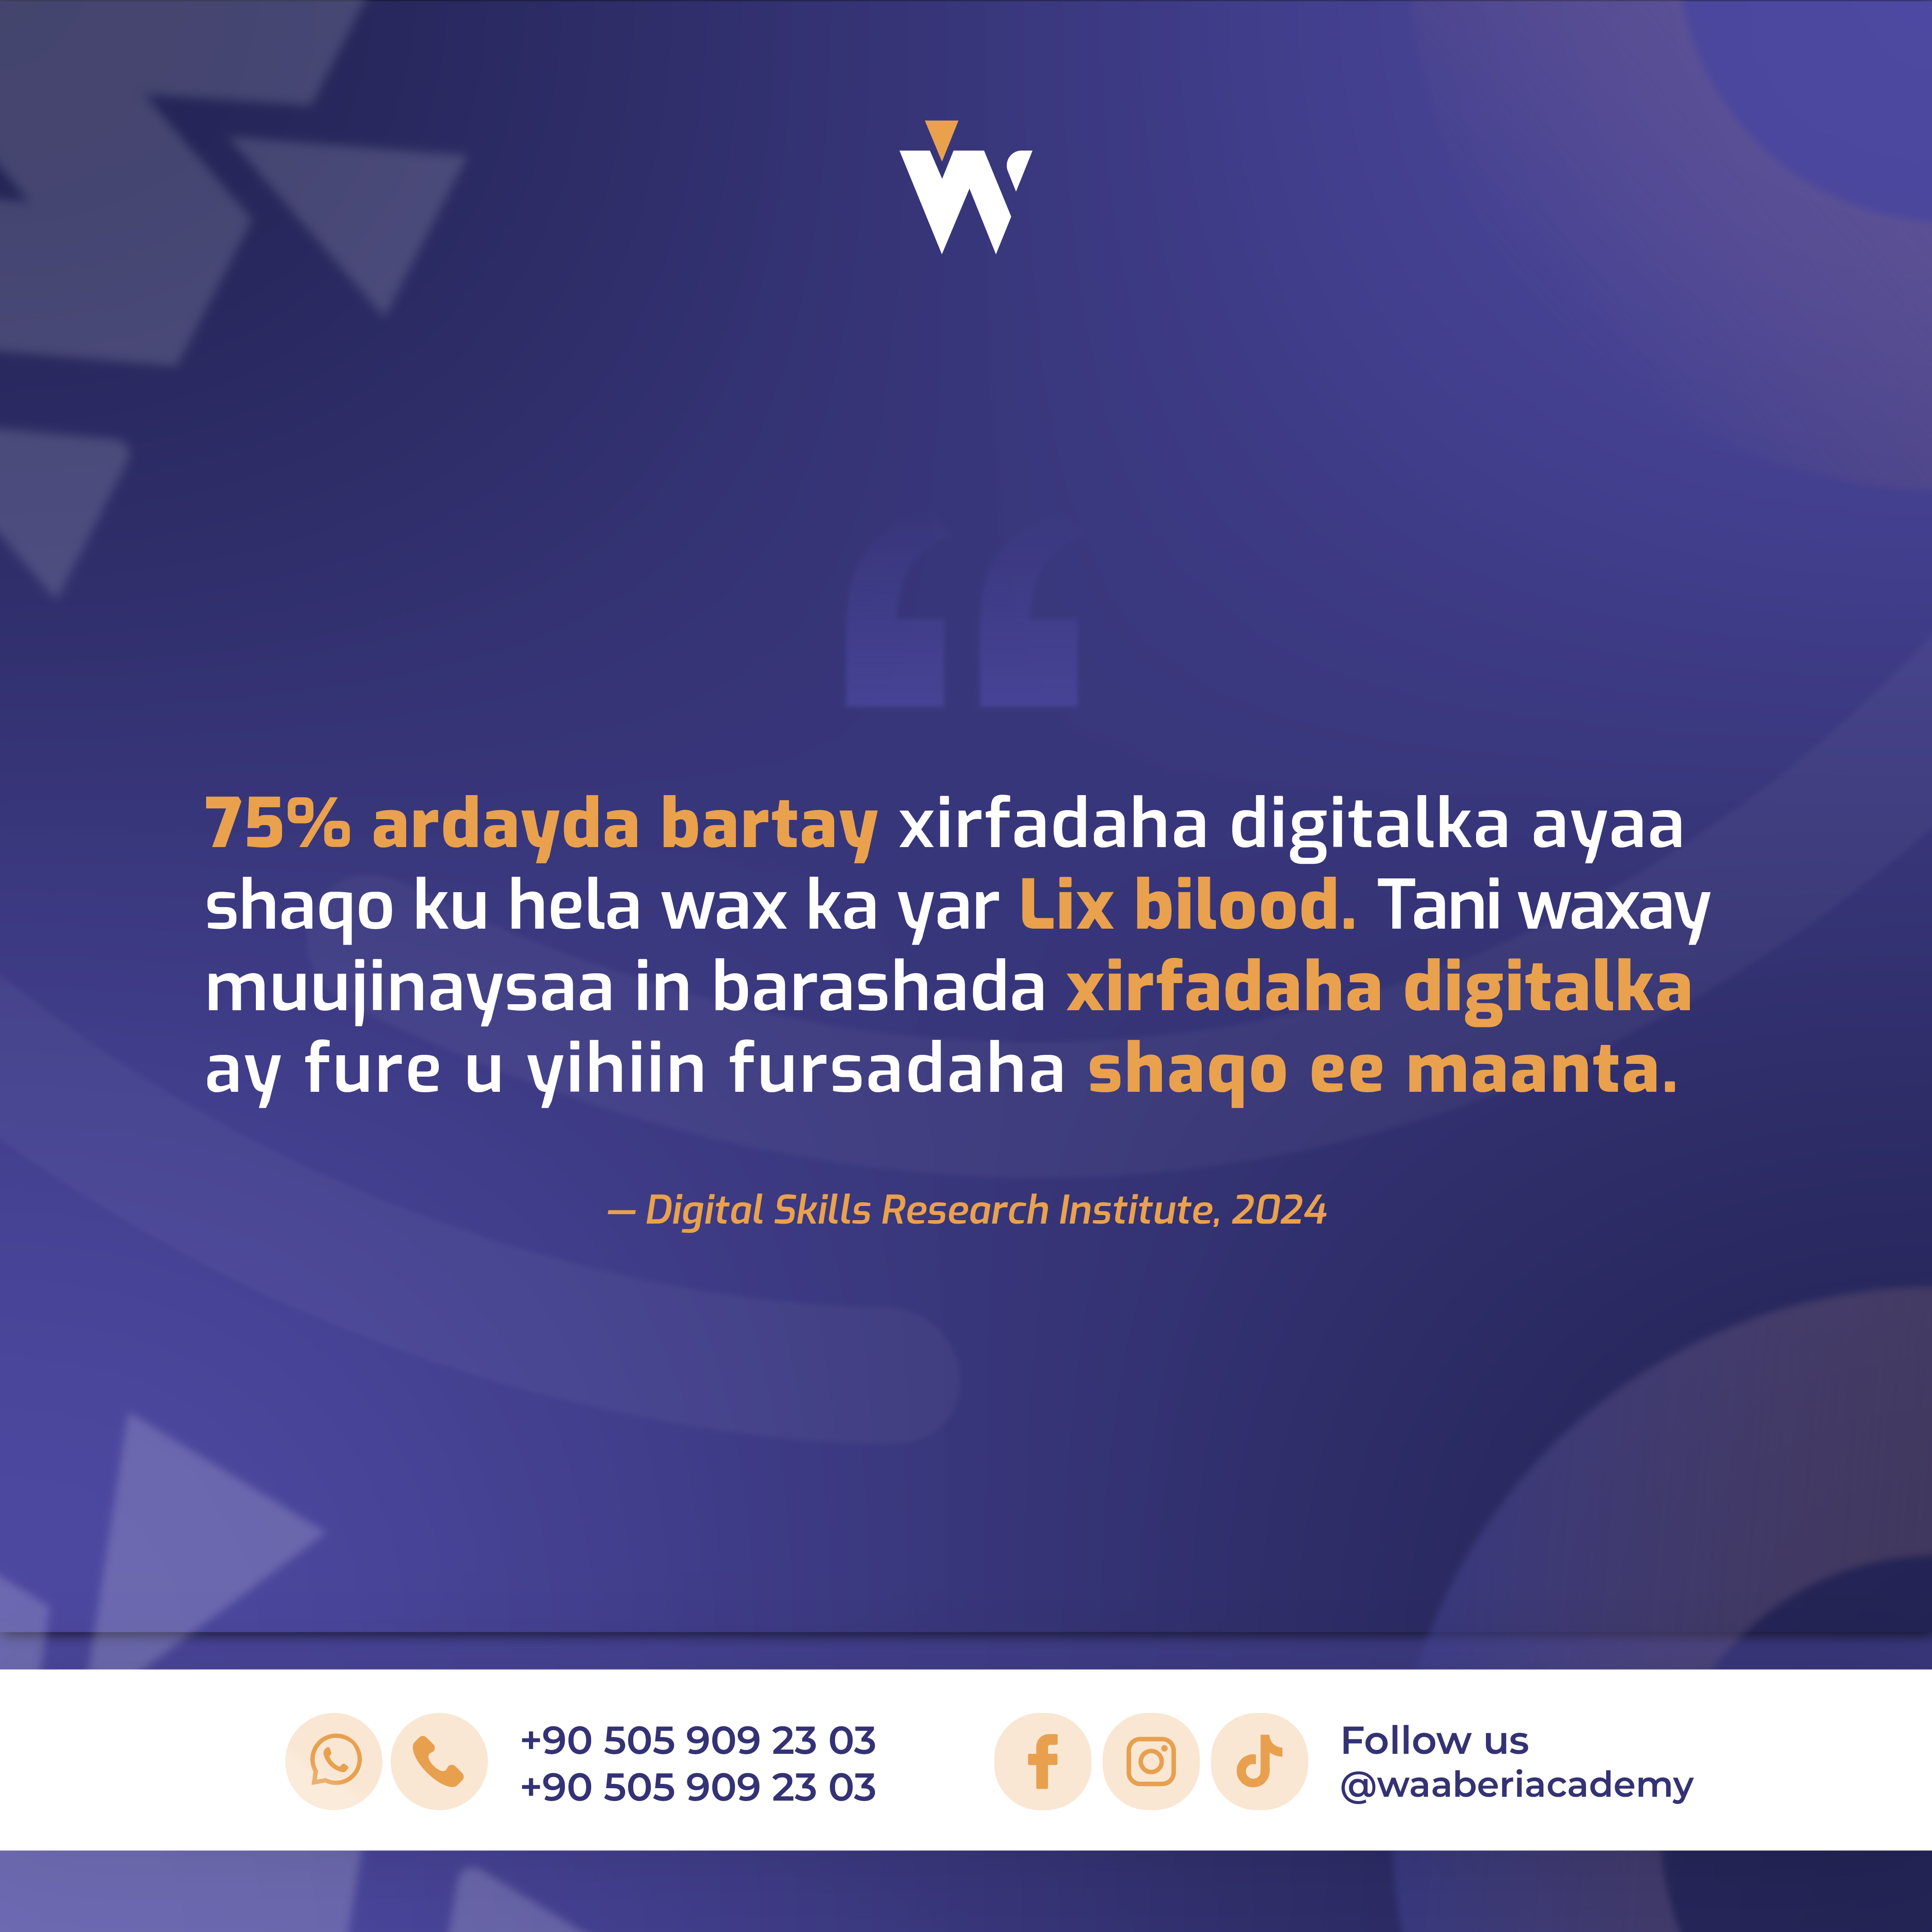 75% ardayda bartay xirfadaha digitalka ayaa
shaqo ku hela wax ka yar Lix bilood. Tani waxay
muujinaysaa in barashada xirfadaha digitalka
ay fure u yihiin fursadaha shaqo ee maanta.
— Digital Skills Research Institute, 2024
+90 505 909 23 03
+90 505 909 23 03
Follow us
@waaberiacademy